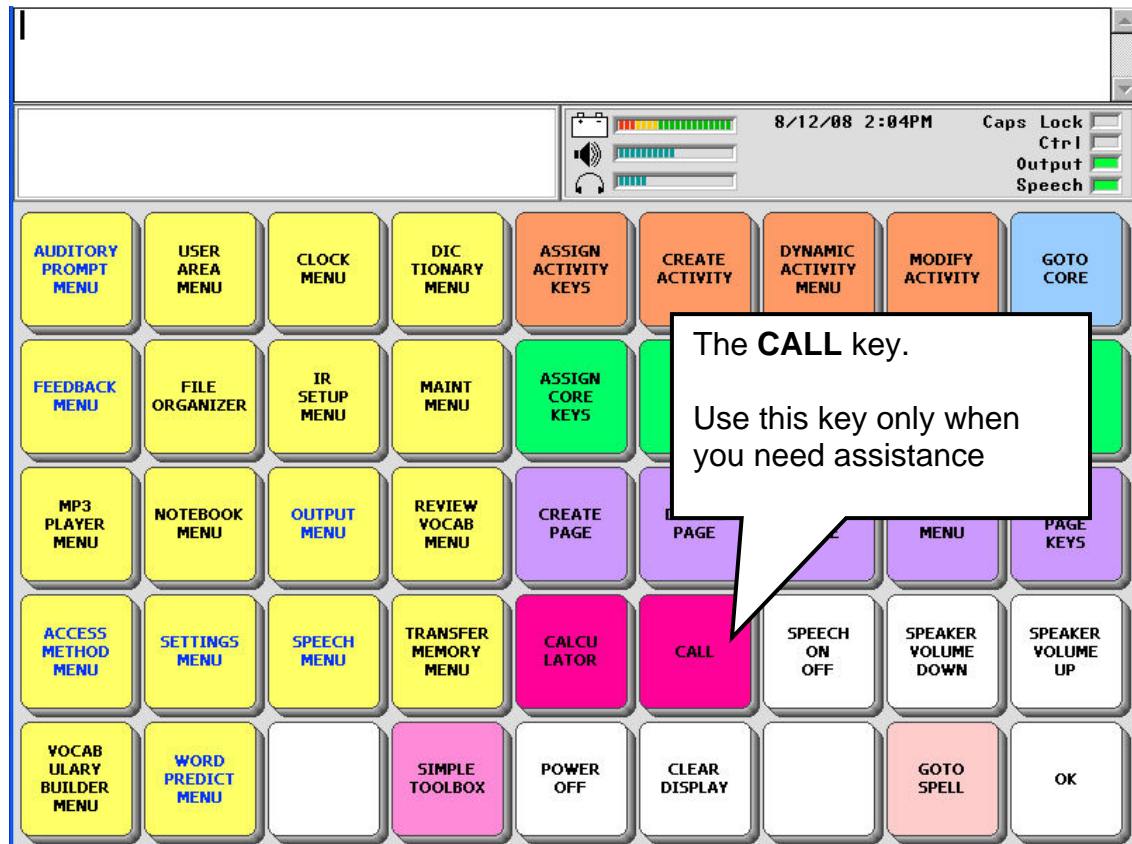 8/12/08 2:04PM Caps Lock
Ctrl
Output
Speech
AUDITORY
PROMPT
MENU
USER
AREA
MENU
CLOCK
MENU
DIC
TIONARY
MENU
ASSIGN
ACTIVITY
KEYS
CREATE
ACTIVITY
DYNAMIC
ACTIVITY
MENU
MODIFY
ACTIVITY
GOTO
CORE
The CALL key.
Use this key only when
you need assistance
FEEDBACK
MENU
FILE
ORGANIZER
IR
SETUP
MENU
MAINT
MENU
ASSIGN
CORE
KEYS
MP3
PLAYER
MENU
NOTEBOOK
MENU
OUTPUT
MENU
REVIEW
VOCAB
MENU
CREATE
PAGE
PAGE
MENU
PAGE
KEYS
ACCESS
METHOD
MENU
SETTINGS
MENU
SPEECH
MENU
TRANSFER
MEMORY
MENU
CALCU
LATOR
CALL
SPEECH
ON
OFF
SPEAKER
VOLUME
DOWN
SPEAKER
VOLUME
UP
VOCAB
ULARY
BUILDER
MENU
WORD
PREDICT
MENU
SIMPLE
TOOLBOX
POWER
OFF
CLEAR
DISPLAY
GOTO
SPELL
OK